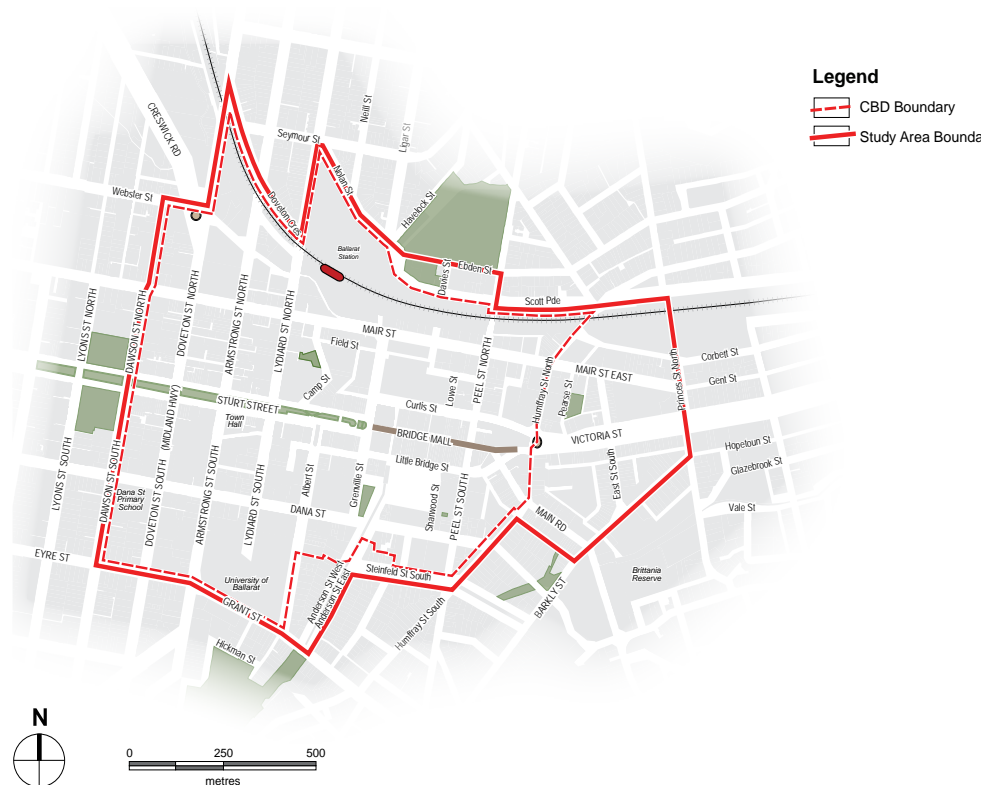 Legend
CBD Boundary
Study Area Bounda
CRESWICK RD
Neill St
Ligar St
Seymour St
Nolan St
Webster St
Doveton Cres
Havelock St
Ballarat
Station
Davies St
Ebden St
Scott Pde
LYONS ST NORTH
DAWSON ST NORTH
DOVETON ST NORTH
ARMSTRONG ST NORTH
LYDIARD ST NORTH
MAIR ST
Field St
Camp St
Lowe St
PEEL ST NORTH
Humffray St North
Pearse St
MAIR ST EAST
Princes St North
Corbett St
Gent St
STURT STREET
Town
Hall
Curtis St
BRIDGE MALL
Little Bridge St
VICTORIA ST
Hopetoun St
Glazebrook St
Vale St
East St South
(MIDLAND HWY)
LYONS ST SOUTH
DAWSON ST SOUTH
Dana St
Primary
School
DOVETON ST SOUTH
ARMSTRONG ST SOUTH
LYDIARD ST SOUTH
Albert St
Grenville St
DANA ST
Sharwood St
PEEL ST SOUTH
MAIN RD
EYRE ST
University of
Ballarat
GRANT ST
Anderson St West
Anderson St East
Steinfeld St South
Humffray St South
BARKLY ST
Brittania
Reserve
Hickman St
N
0 250 500
metres